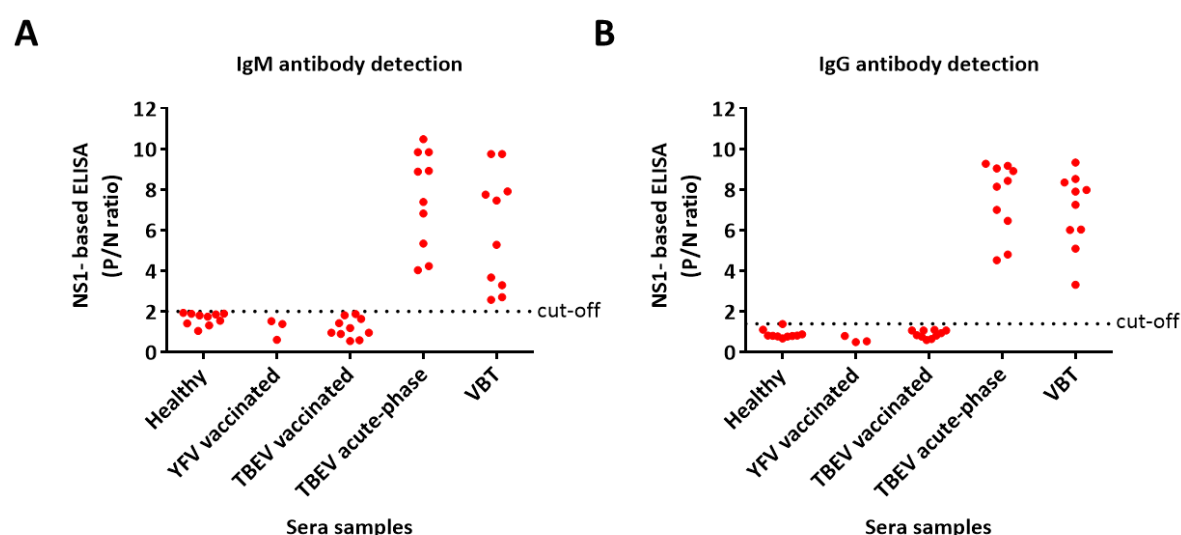 A
IgM antibody detection
NS1- based ELISA
(P/N ratio)
12
10
8
6
4
2
0
cut-off
Healthy
YFV vaccinated
TBEV vaccinated
TBEV acute-phase
VBT
Sera samples
B
IgG antibody detection
NS1- based ELISA
(P/N ratio)
12
10
8
6
4
2
0
cut-off
Healthy
YFV vaccinated
TBEV vaccinated
TBEV acute-phase
VBT
Sera samples